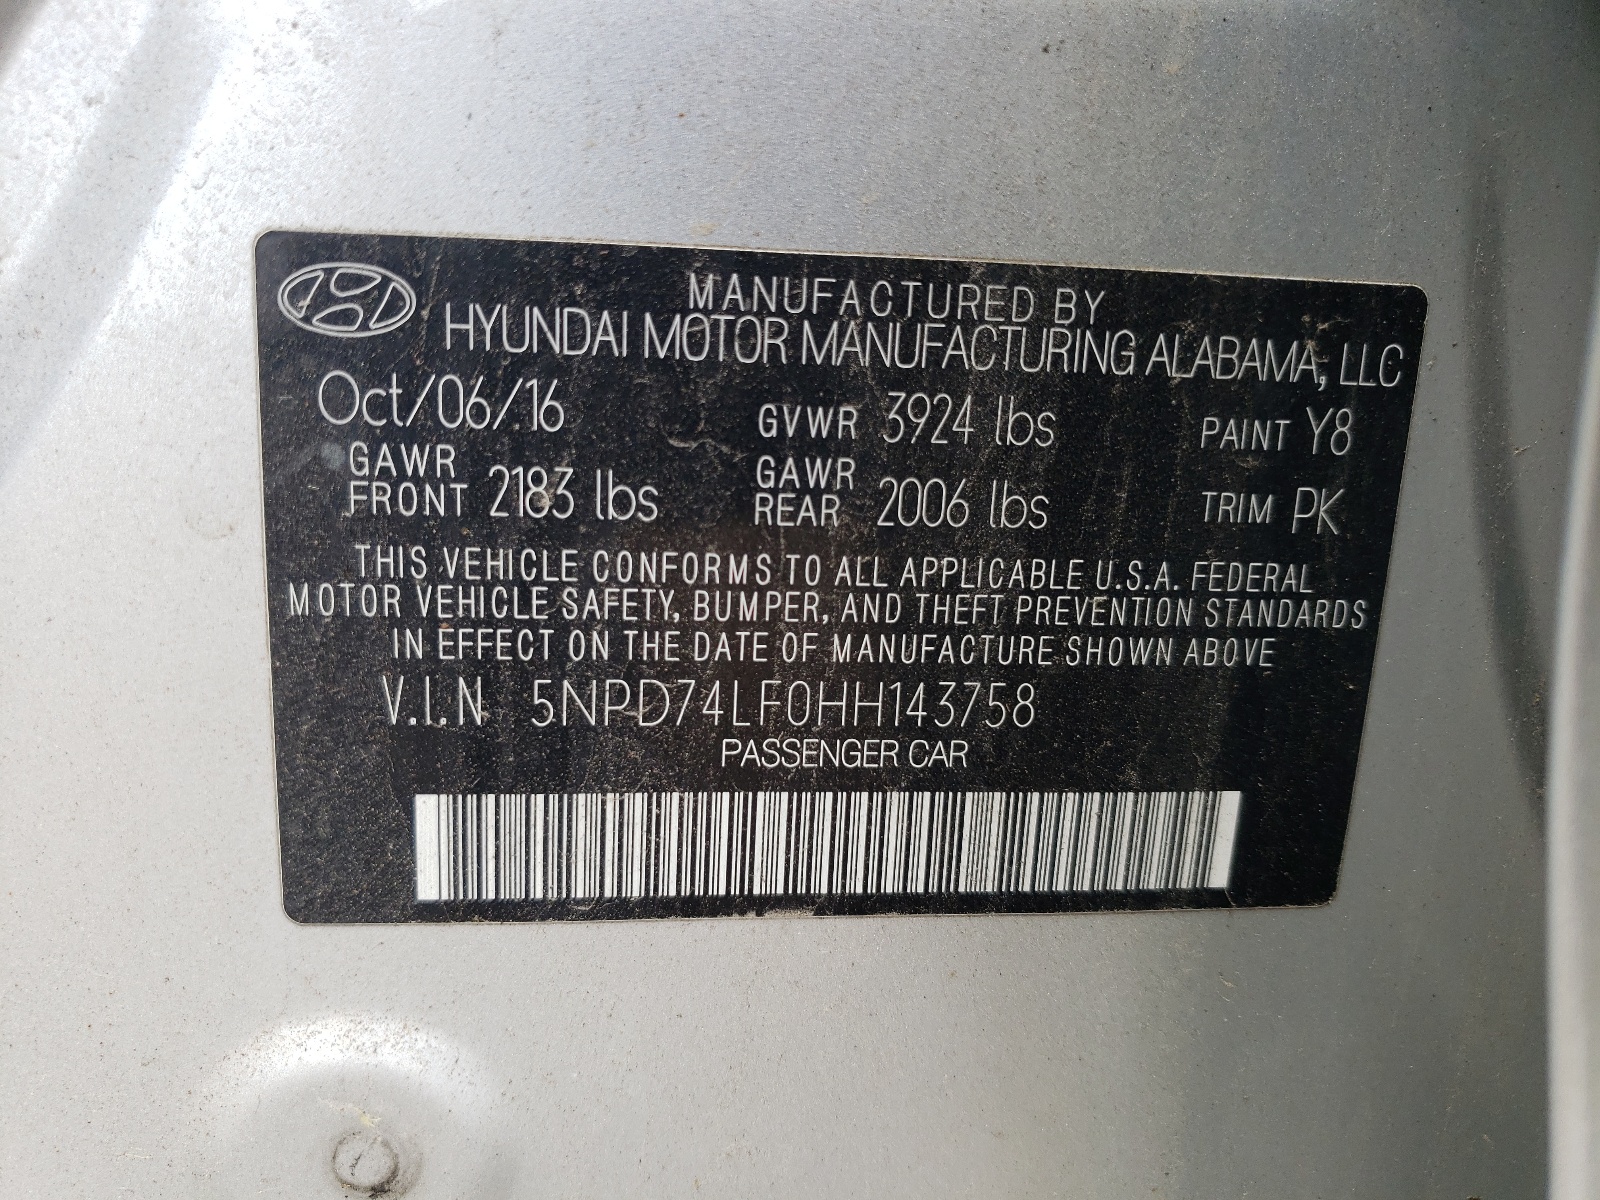 MANUFACTURED BY
HYUNDAI MOTOR MANUFACTURING ALABAMA, LLC
Oct/06/16 GVWR 3924 lbs PAINT Y8
GAWR FRONT 2183 lbs GAWR REAR 2006 lbs TRIM PK
THIS VEHICLE CONFORMS TO ALL APPLICABLE U.S.A. FEDERAL
MOTOR VEHICLE SAFETY, BUMPER, AND THEFT PREVENTION STANDARDS
IN EFFECT ON THE DATE OF MANUFACTURE SHOWN ABOVE
V.I.N 5NPD74LF0HH143758
PASSENGER CAR